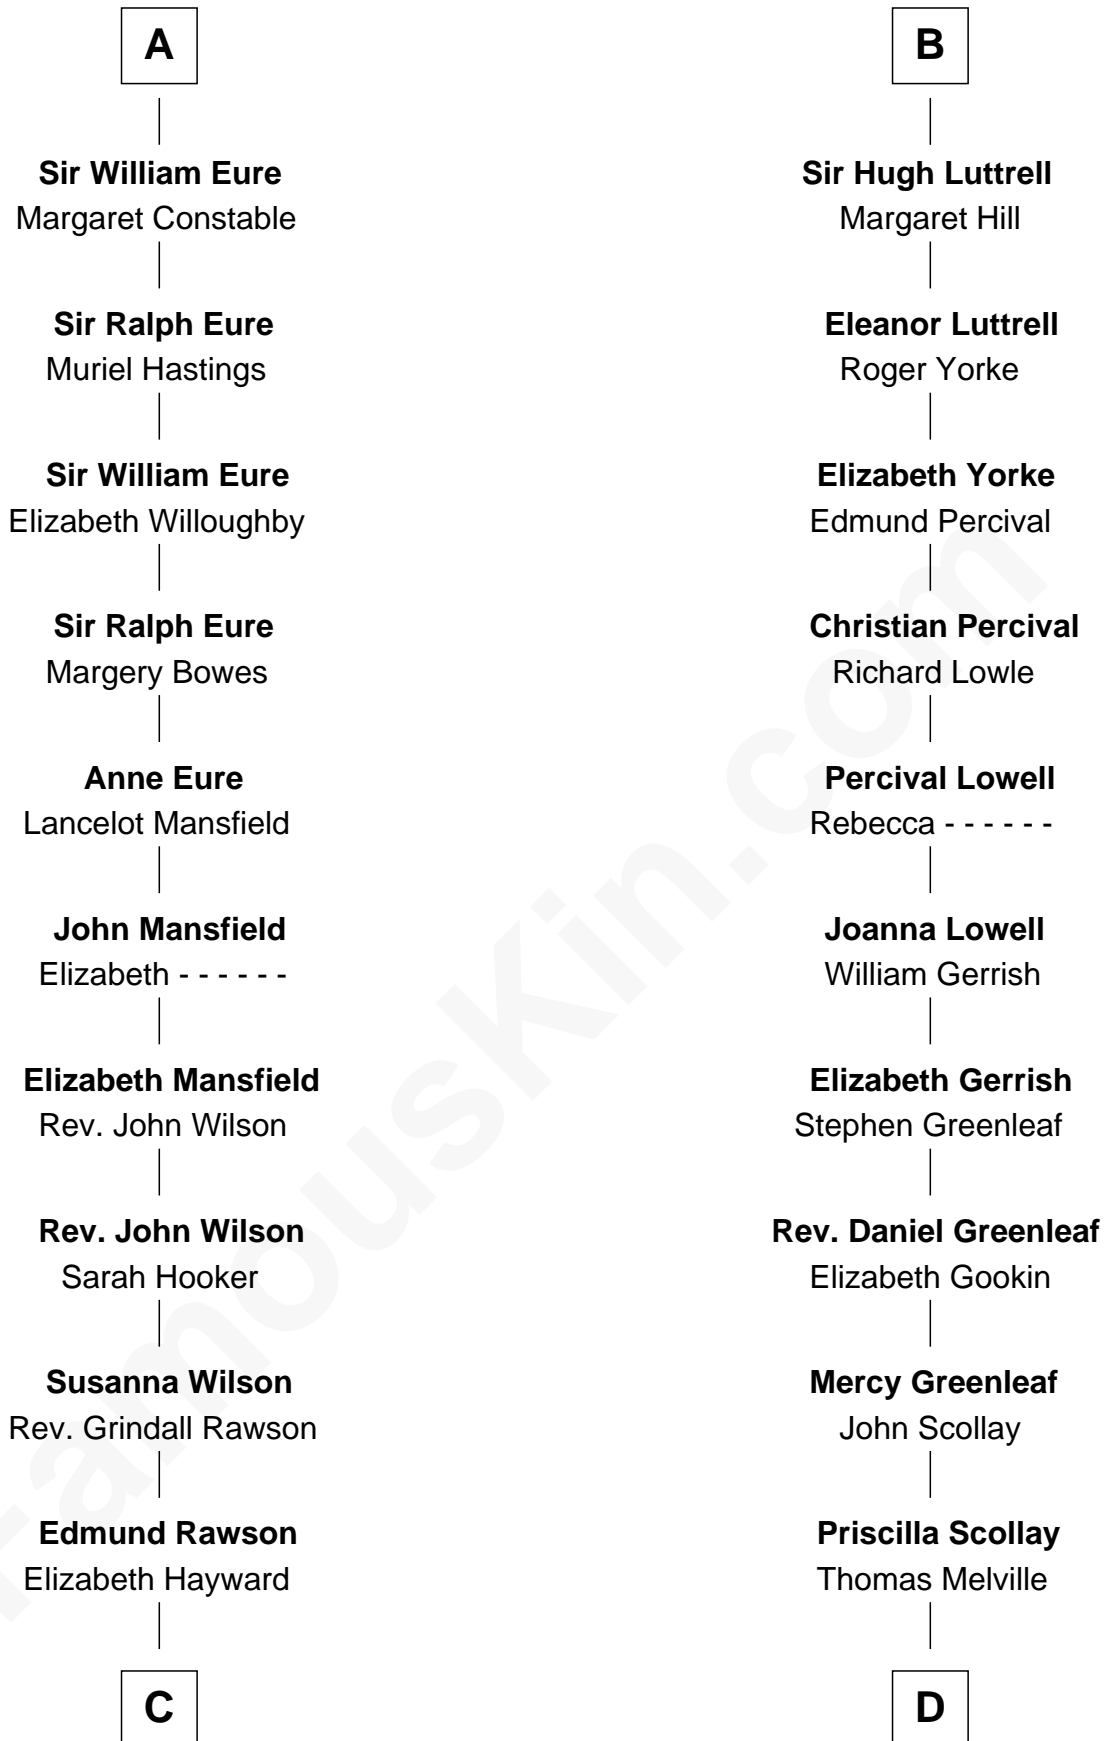 A
Sir William Eure
Margaret Constable
Sir Ralph Eure
Muriel Hastings
Sir William Eure
Elizabeth Willoughby
Sir Ralph Eure
Margery Bowes
Anne Eure
Lancelot Mansfield
John Mansfield
Elizabeth - - - - - -
Elizabeth Mansfield
Rev. John Wilson
Rev. John Wilson
Sarah Hooker
Susanna Wilson
Rev. Grindall Rawson
Edmund Rawson
Elizabeth Hayward
C
B
Sir Hugh Luttrell
Margaret Hill
Eleanor Luttrell
Roger Yorke
Elizabeth Yorke
Edmund Percival
Christian Percival
Richard Lowle
Percival Lowell
Rebecca - - - - - -
Joanna Lowell
William Gerrish
Elizabeth Gerrish
Stephen Greenleaf
Rev. Daniel Greenleaf
Elizabeth Gookin
Mercy Greenleaf
John Scollay
Priscilla Scollay
Thomas Melville
D
FamousKin.com